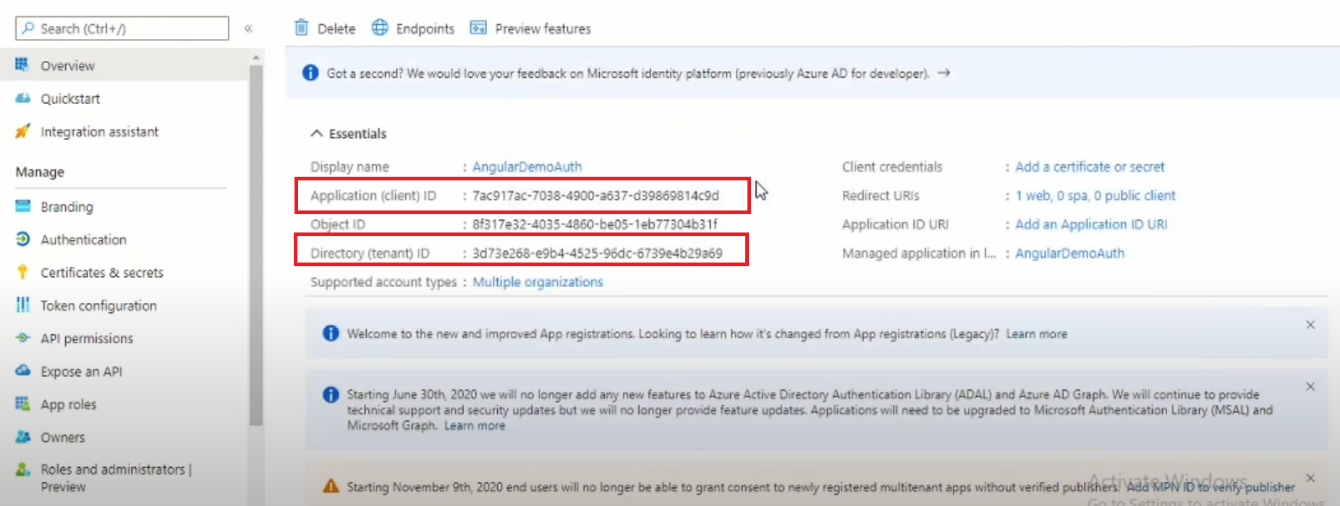 Search (Ctrl+/)
«
Overview
Quickstart
Integration assistant
Manage
Branding
Authentication
Certificates & secrets
Token configuration
API permissions
Expose an API
App roles
Owners
Roles and administrators |
Preview
Delete Endpoints Preview features
Got a second? We would love your feedback on Microsoft identity platform (previously Azure AD for developer). →
Essentials
Display name : AngularDemoAuth
Application (client) ID : 7ac917ac-7038-4900-a637-d39869814c9d
Object ID : 8f317e32-4035-4860-be05-1eb77304b31f
Directory (tenant) ID : 3d73e268-e9b4-4525-96dc-6739e4b29a69
Supported account types : Multiple organizations
Client credentials : Add a certificate or secret
Redirect URIs : 1 web, 0 spa, 0 public client
Application ID URI : Add an Application ID URI
Managed application in l... : AngularDemoAuth
Welcome to the new and improved App registrations. Looking to learn how it's changed from App registrations (Legacy)? Learn more
Starting June 30th, 2020 we will no longer add any new features to Azure Active Directory Authentication Library (ADAL) and Azure AD Graph. We will continue to provide
technical support and security updates but we will no longer provide feature updates. Applications will need to be upgraded to Microsoft Authentication Library (MSAL) and
Microsoft Graph. Learn more
Starting November 9th, 2020 end users will no longer be able to grant consent to newly registered multitenant apps without verified publishers. Add MPN ID to verify publisher
Activate Windows
Go to Settings to activate Windows.